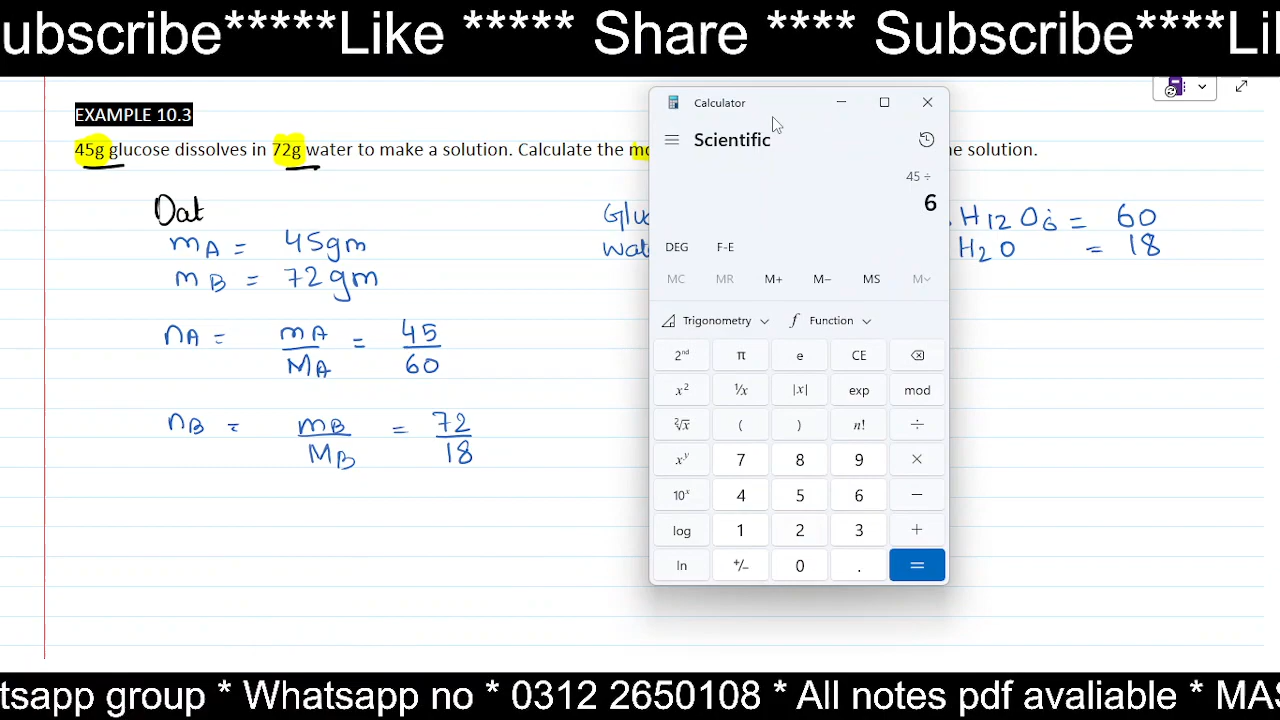 ubscribe*****Like ***** Share **** Subscribe****Li
EXAMPLE 10.3
45g glucose dissolves in 72g water to make a solution. Calculate the the solution.
Dat
mA = 45gm
mB = 72gm
nA = mA/MA = 45/60
nB = mB/MB = 72/18
H12O6 = 60
H2O = 18
Calculator
Scientific
45 ÷
6
DEG F-E
MC MR M+ M− MS M˅
Trigonometry Function
2ⁿᵈ π e CE
x² ¹/x |x| exp mod
²√x ( ) n! ÷
xʸ 7 8 9 ×
10ˣ 4 5 6 −
log 1 2 3 +
ln +/− 0 . =
tsapp group * Whatsapp no * 0312 2650108 * All notes pdf avaliable * MA